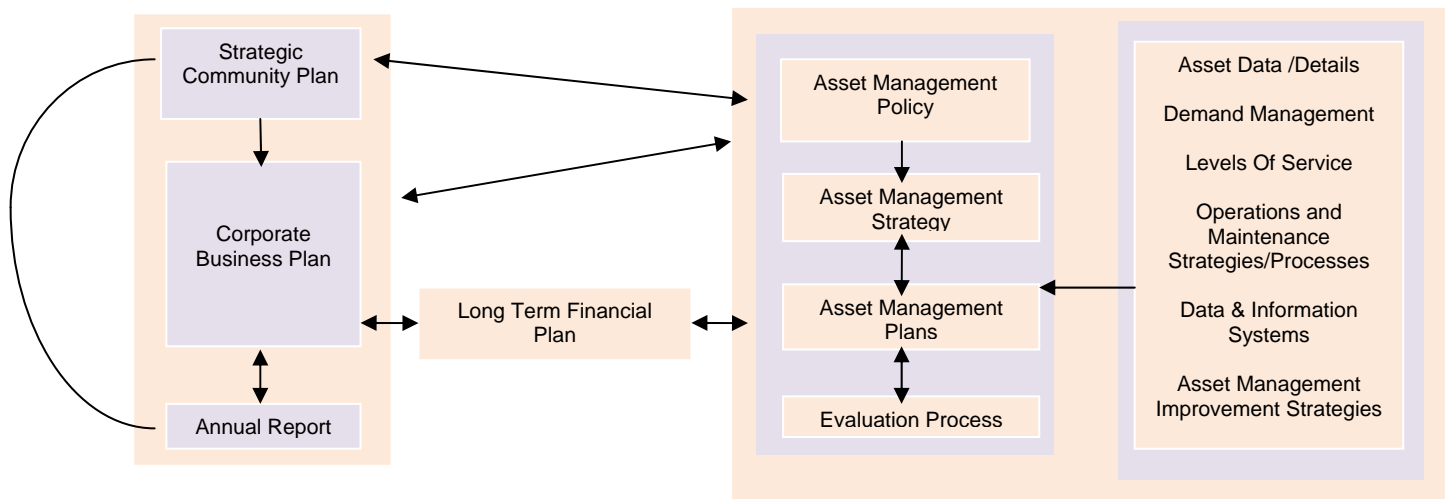 Strategic
Community Plan
Corporate
Business Plan
Annual Report
Long Term Financial
Plan
Asset Management
Policy
Asset Management
Strategy
Asset Management
Plans
Evaluation Process
Asset Data /Details
Demand Management
Levels Of Service
Operations and
Maintenance
Strategies/Processes
Data & Information
Systems
Asset Management
Improvement Strategies